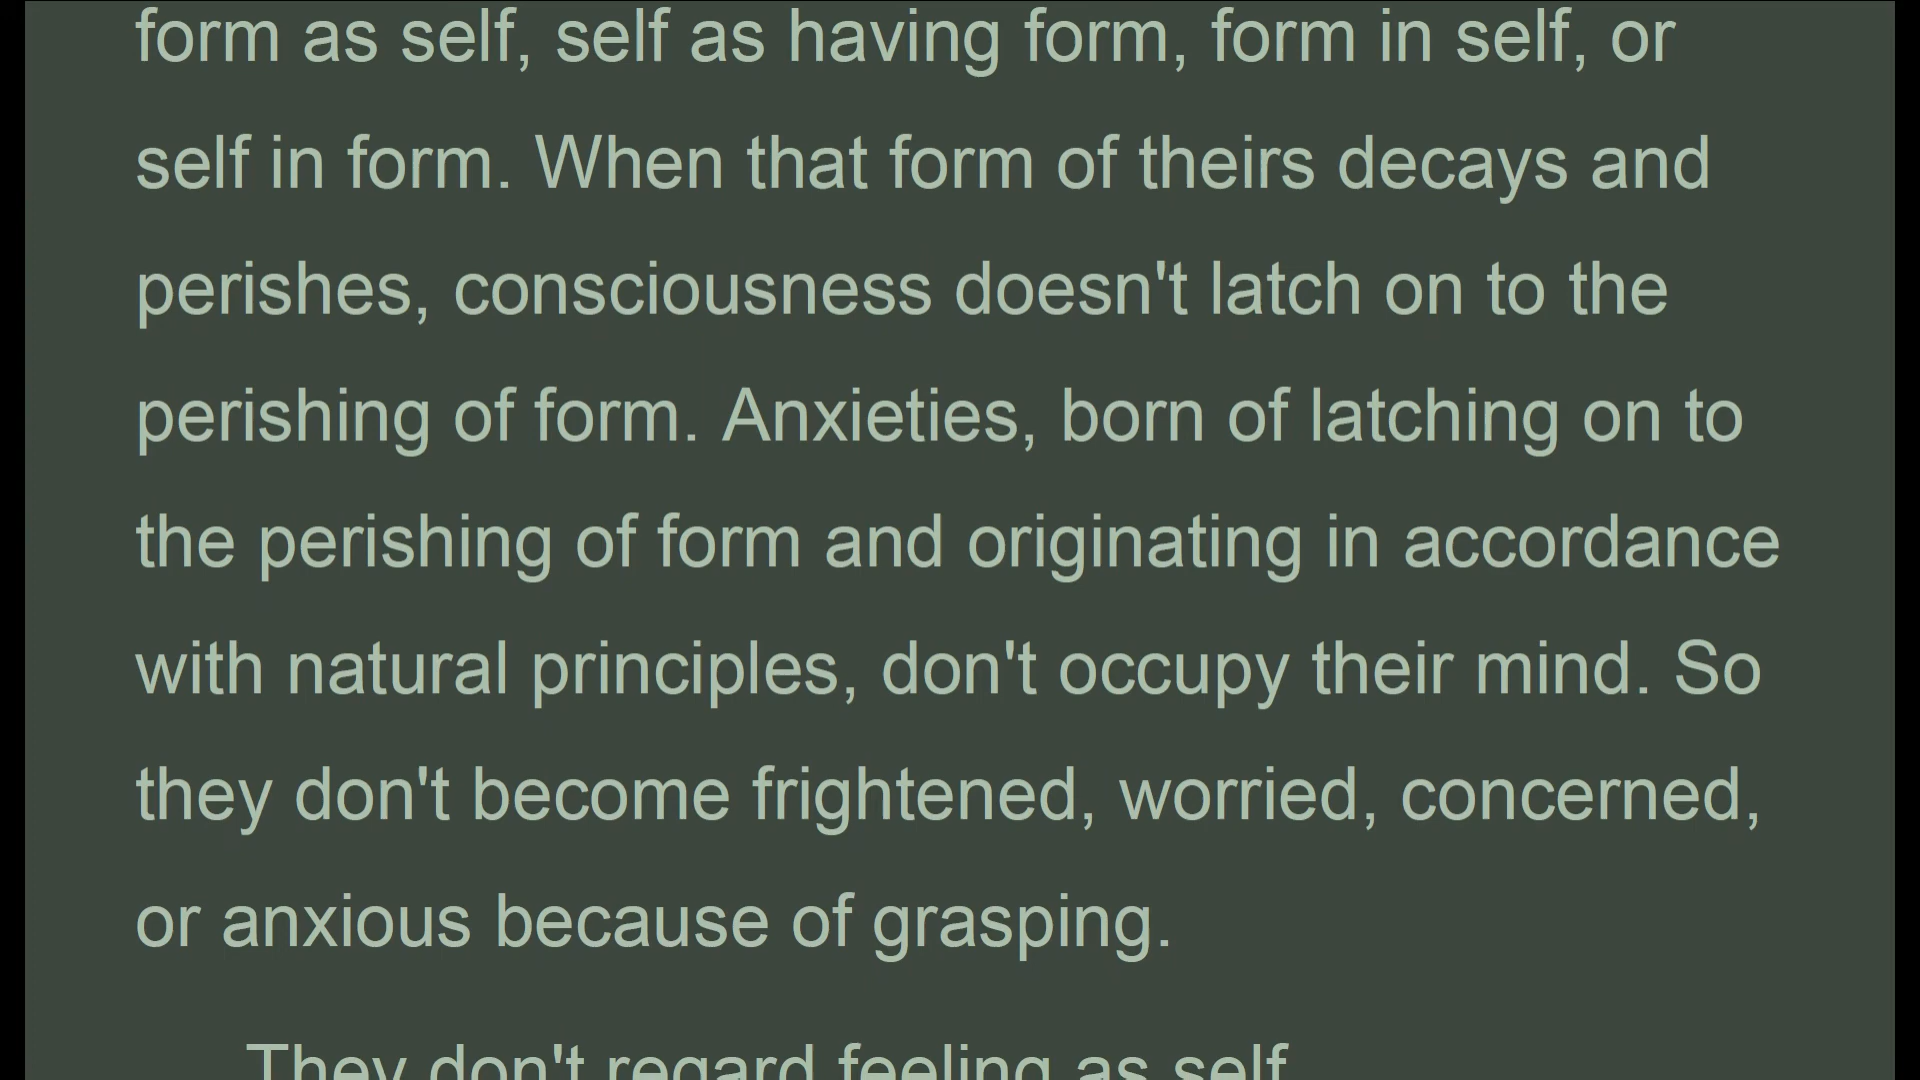 form as self, self as having form, form in self, or
self in form. When that form of theirs decays and
perishes, consciousness doesn't latch on to the
perishing of form. Anxieties, born of latching on to
the perishing of form and originating in accordance
with natural principles, don't occupy their mind. So
they don't become frightened, worried, concerned,
or anxious because of grasping.
They don't regard feeling as self